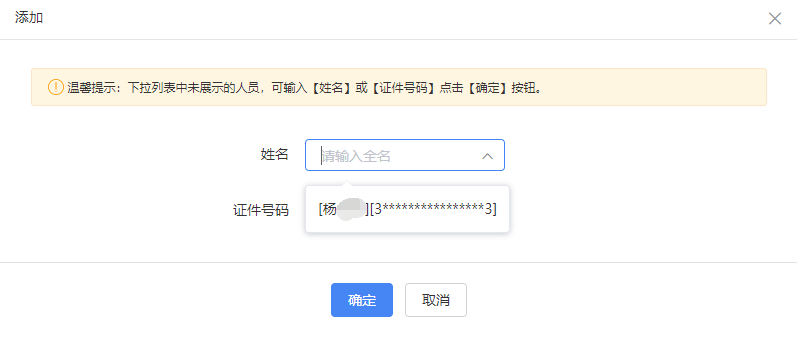 添加
温馨提示：下拉列表中未展示的人员，可输入【姓名】或【证件号码】点击【确定】按钮。
姓名
请输入全名
证件号码
[杨][3****************3]
确定
取消